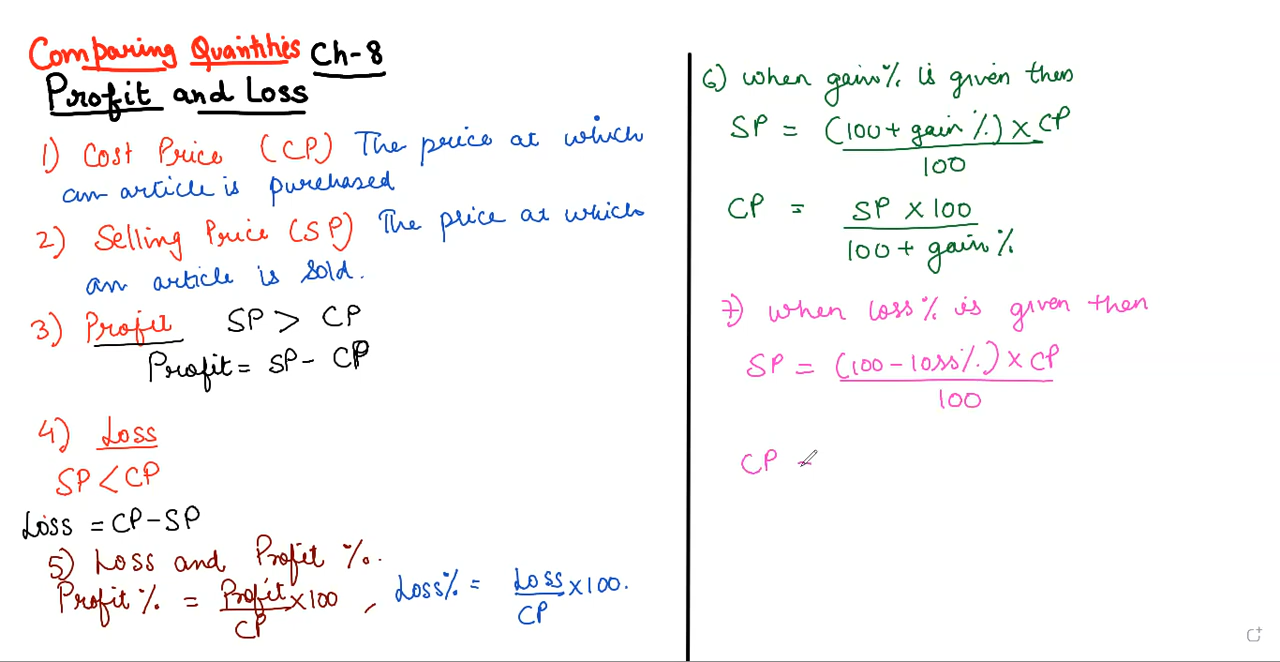 Comparing Quantities Ch-8
Profit and Loss
1) Cost Price (CP) The price at which
an article is purchased
2) Selling Price (SP) The price at which
an article is sold.
3) Profit SP > CP
Profit = SP - CP
4) Loss
SP < CP
Loss = CP - SP
5) Loss and Profit %.
Profit % = Profit/CP × 100 , Loss% = Loss/CP × 100.
6) when gain% is given then
SP = (100 + gain %) × CP
100
CP = SP × 100
100 + gain %
7) when loss% is given then
SP = (100 - loss%) × CP
100
CP =